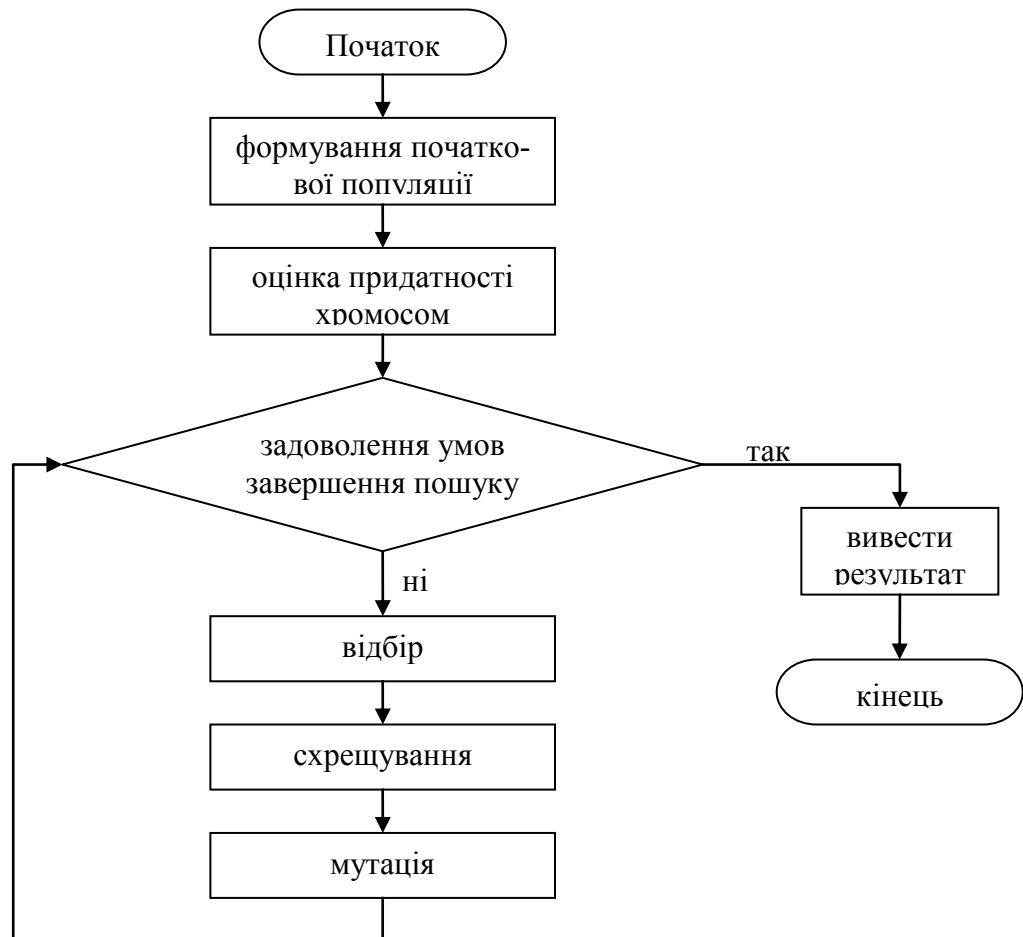 Початок
формування початко-
вої популяції
оцінка придатності
хромосом
задоволення умов
завершення пошуку
так
вивести
результат
ні
відбір
кінець
схрещування
мутація